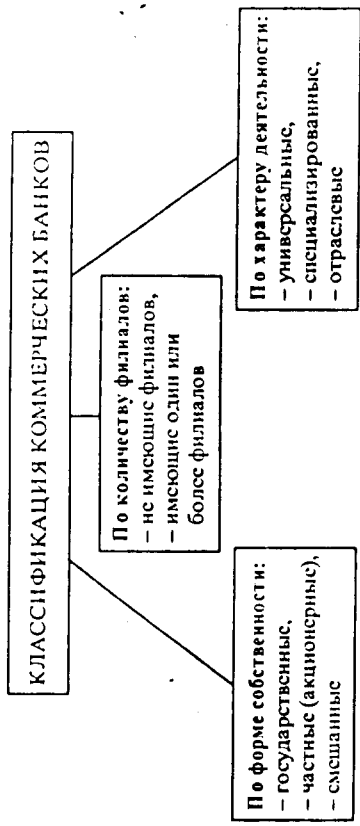 КЛАССИФИКАЦИЯ КОММЕРЧЕСКИХ БАНКОВ
По форме собственности:
– государственные,
– частные (акционерные),
– смешанные
По количеству филиалов:
– не имеющие филиалов,
– имеющие один или
более филиалов
По характеру деятельности:
– универсальные,
– специализированные,
– отраслевые